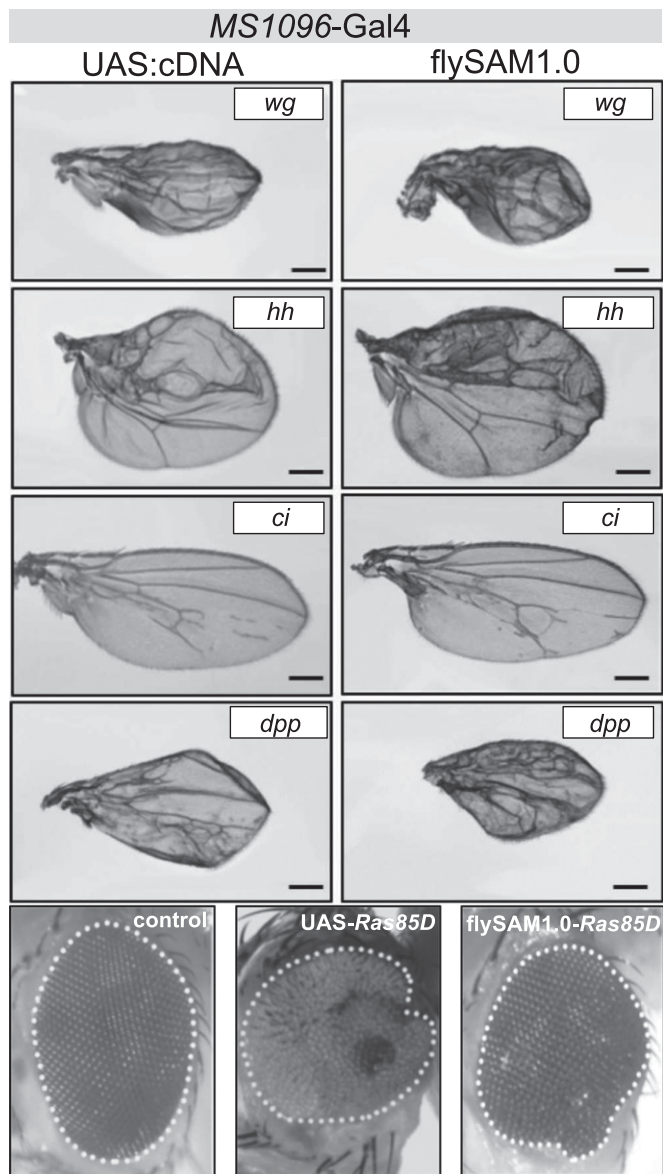 MS1096-Gal4
UAS:cDNA flySAM1.0
wg wg
hh hh
ci ci
dpp dpp
control UAS-Ras85D flySAM1.0-Ras85D